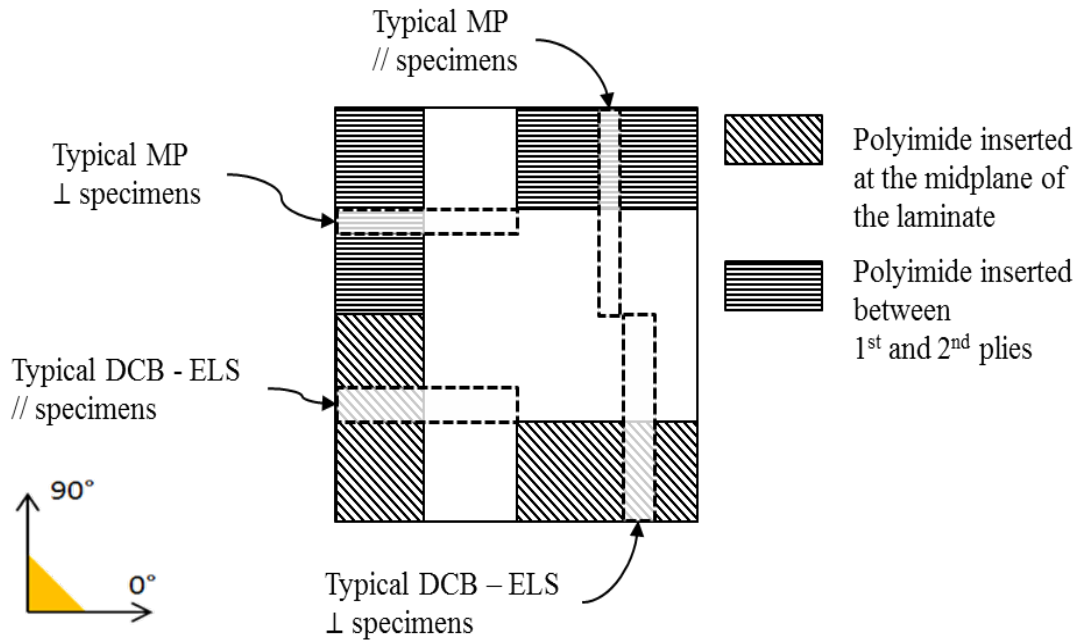 Typical MP
// specimens
Typical MP
⊥ specimens
Typical DCB - ELS
// specimens
Typical DCB – ELS
⊥ specimens
Polyimide inserted
at the midplane of
the laminate
Polyimide inserted
between
1st and 2nd plies
90°
0°